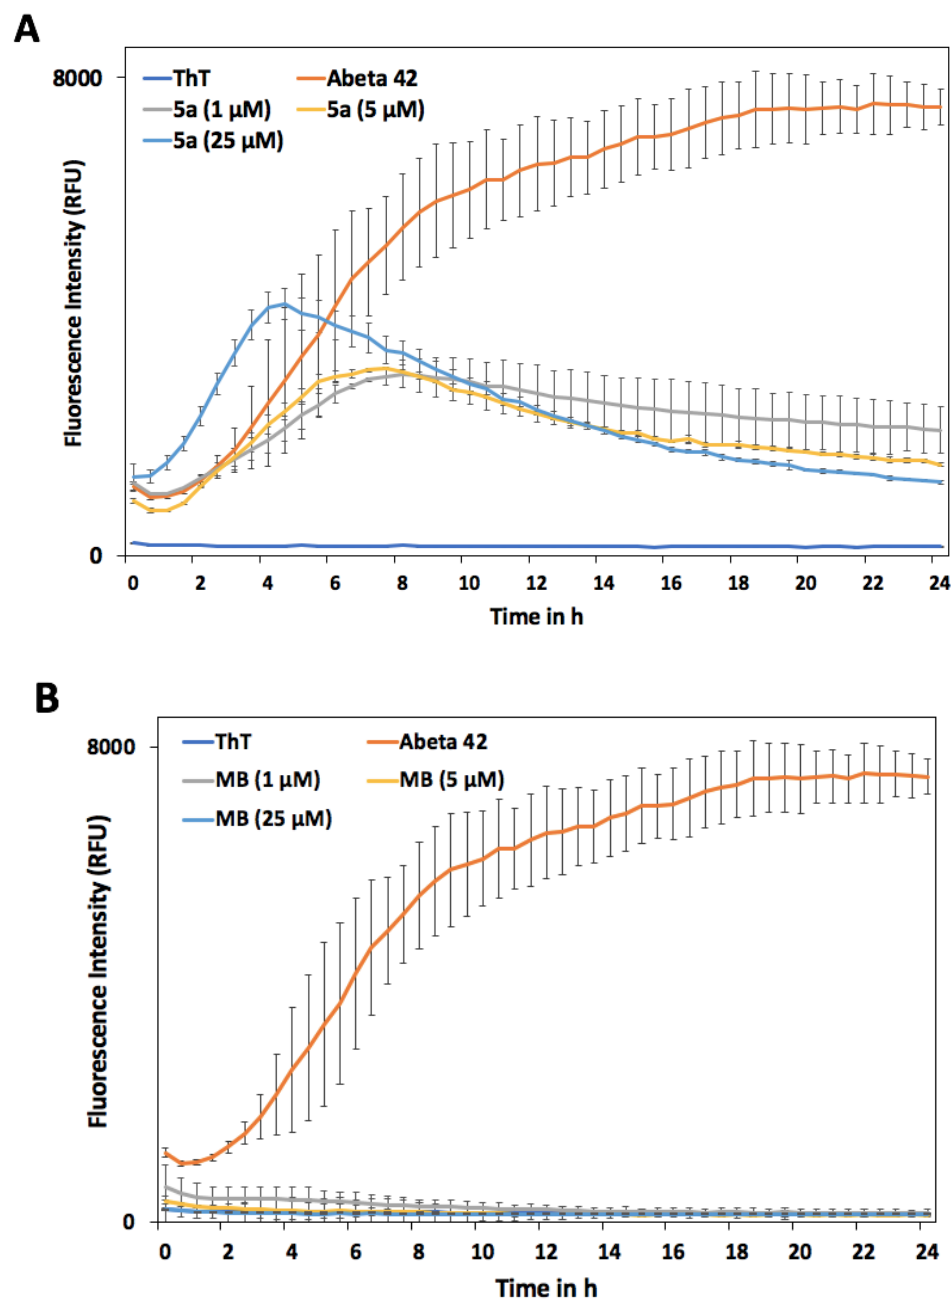 A
8000
ThT Abeta 42
5a (1 µM) 5a (5 µM)
5a (25 µM)
Fluorescence Intensity (RFU)
0
0 2 4 6 8 10 12 14 16 18 20 22 24
Time in h
B
8000
ThT Abeta 42
MB (1 µM) MB (5 µM)
MB (25 µM)
Fluorescence Intensity (RFU)
0
0 2 4 6 8 10 12 14 16 18 20 22 24
Time in h